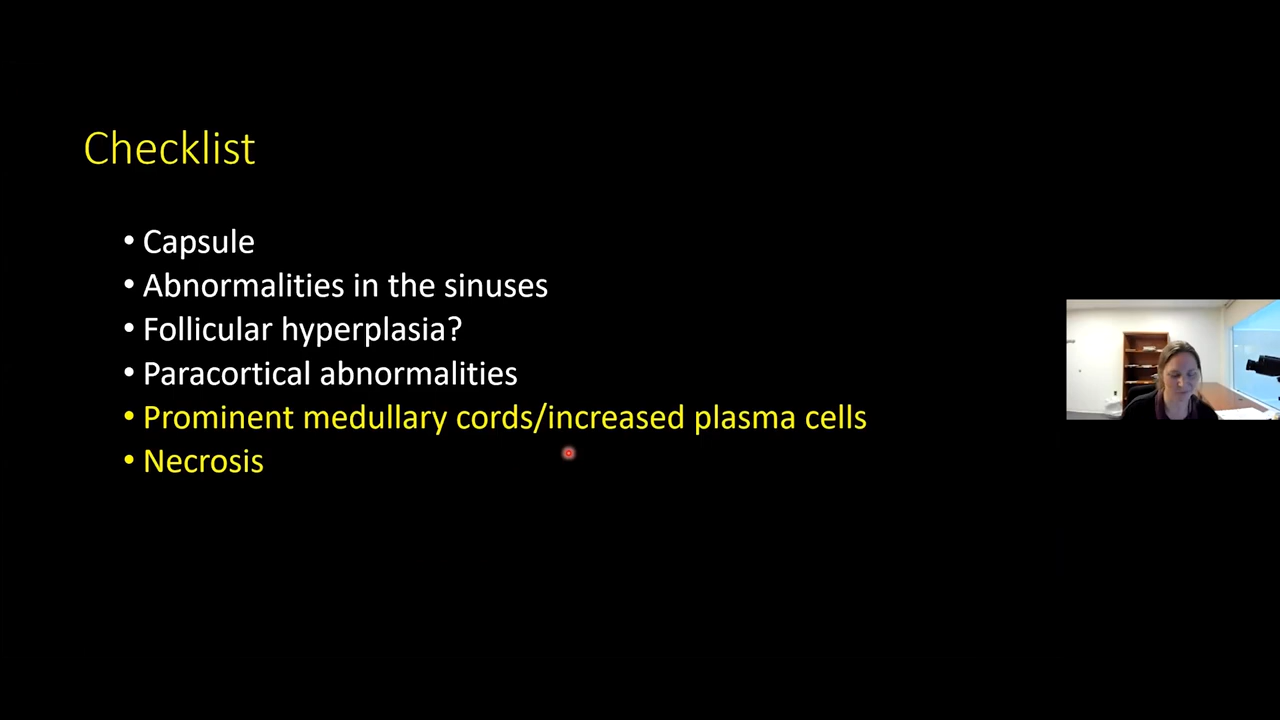 Checklist
• Capsule
• Abnormalities in the sinuses
• Follicular hyperplasia?
• Paracortical abnormalities
• Prominent medullary cords/increased plasma cells
• Necrosis